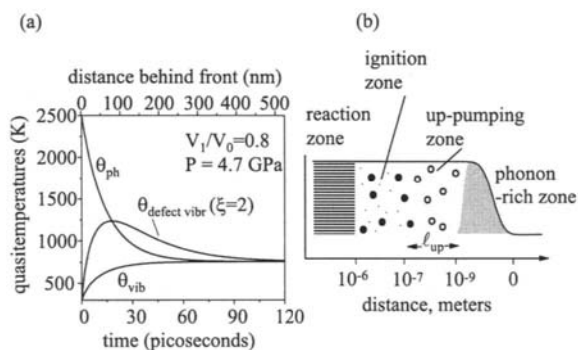 (a)
distance behind front (nm)
0 100 200 300 400 500
quasitemperatures (K)
2500
2000
1500
1000
500
V₁/V₀=0.8
P = 4.7 GPa
θph
θdefect vibr (ξ=2)
θvib
0 30 60 90 120
time (picoseconds)
(b)
ignition
zone
reaction
zone
up-pumping
zone
phonon
-rich zone
ℓup
10⁻⁶ 10⁻⁷ 10⁻⁹ 0
distance, meters